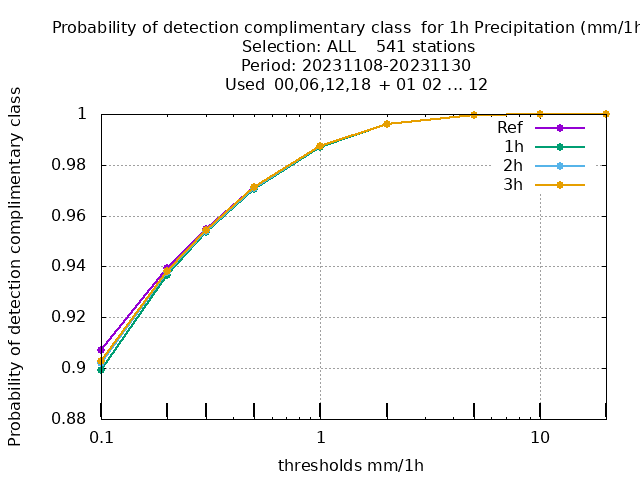 Probability of detection complimentary class for 1h Precipitation (mm/1h
Selection: ALL 541 stations
Period: 20231108-20231130
Used 00,06,12,18 + 01 02 ... 12
Probability of detection complimentary class
1
0.98
0.96
0.94
0.92
0.9
0.88
Ref
1h
2h
3h
0.1 1 10
thresholds mm/1h